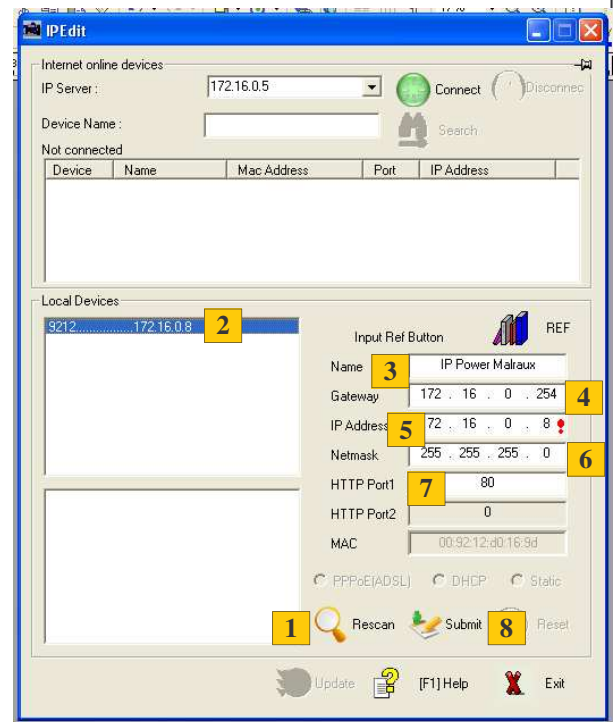 IPEdit
Internet online devices
IP Server : 172.16.0.5 Connect Disconnec
Device Name : Search
Not connected
Device Name Mac Address Port IP Address
Local Devices
9212................172.16.0.8 2
Input Ref Button REF
Name 3 IP Power Malraux
Gateway 172 . 16 . 0 . 254 4
IP Address 5 72 . 16 . 0 . 8
Netmask 255 . 255 . 255 . 0 6
HTTP Port1 7 80
HTTP Port2 0
MAC 00:92:12:d0:16:9d
PPPoE(ADSL) DHCP Static
1 Rescan Submit 8 Reset
Update [F1] Help Exit